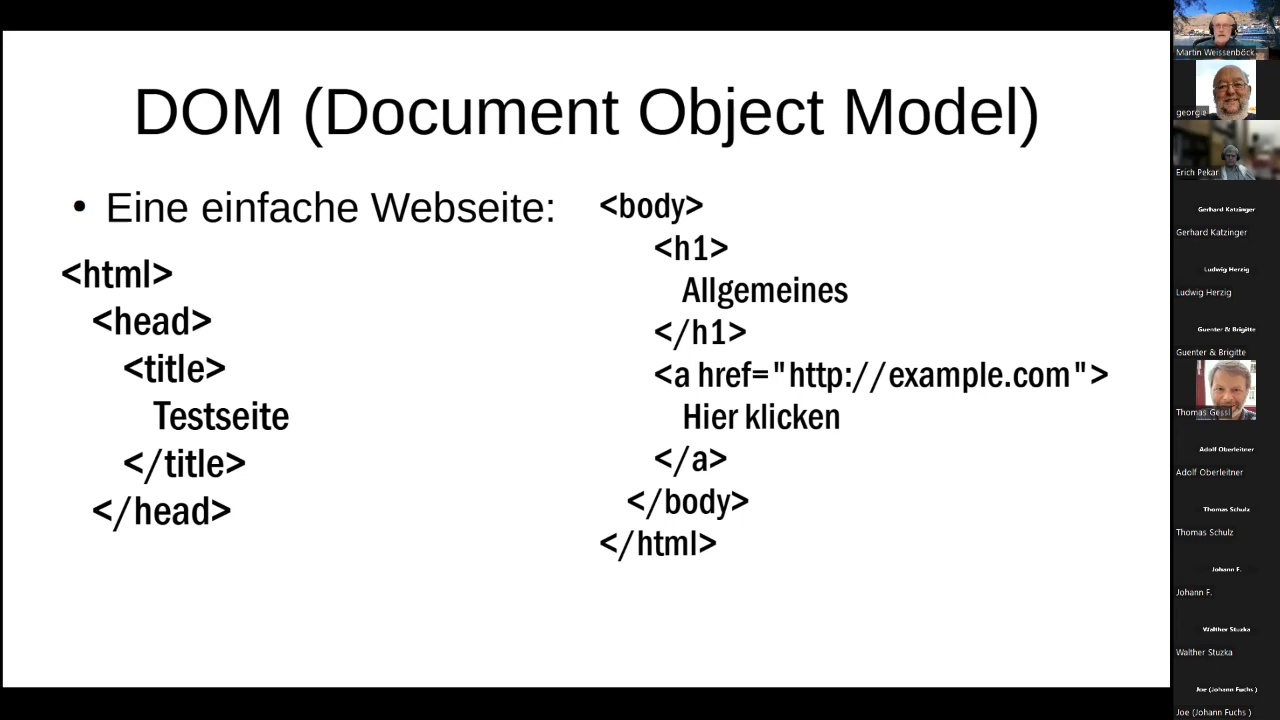 DOM (Document Object Model)
• Eine einfache Webseite:
<html>
<head>
<title>
Testseite
</title>
</head>
<body>
<h1>
Allgemeines
</h1>
<a href="http://example.com">
Hier klicken
</a>
</body>
</html>
Martin Weissenböck
georgie
Erich Pekar
Gerhard Katzinger
Gerhard Katzinger
Ludwig Herzig
Ludwig Herzig
Guenter & Brigitte
Guenter & Brigitte
Thomas Gessl
Adolf Oberleitner
Adolf Oberleitner
Thomas Schulz
Thomas Schulz
Johann F.
Johann F.
Walther Stuzka
Walther Stuzka
Joe (Johann Fuchs )
Joe (Johann Fuchs )